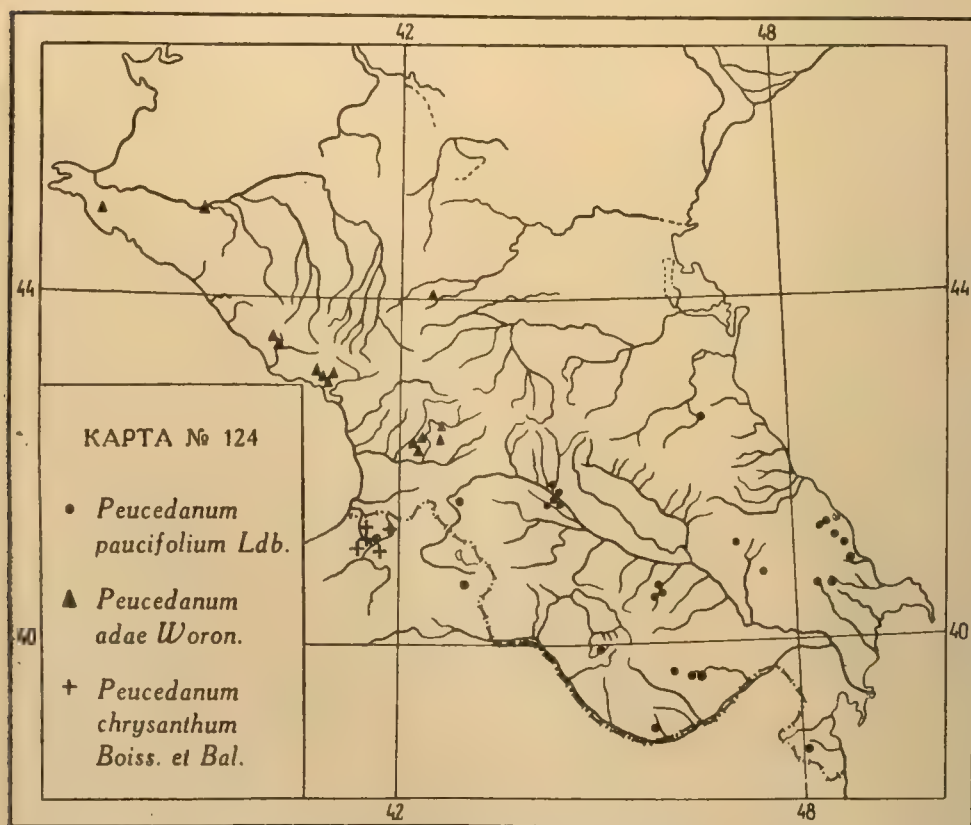 42 48
44 44
КАРТА № 124
Peucedanum
paucifolium Ldb.
Peucedanum
adae Woron.
Peucedanum
chrysanthum
Boiss. et Bal.
40 40
42 48